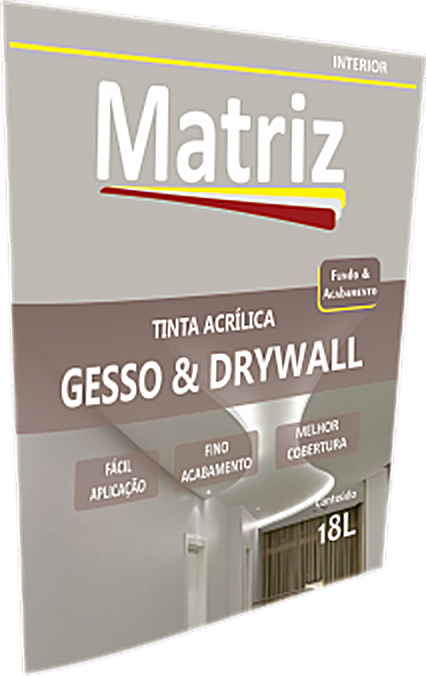 INTERIOR
Matriz
Fundo &
Acabamento
TINTA ACRÍLICA
GESSO & DRYWALL
FÁCIL
APLICAÇÃO
FINO
ACABAMENTO
MELHOR
COBERTURA
Conteúdo
18L